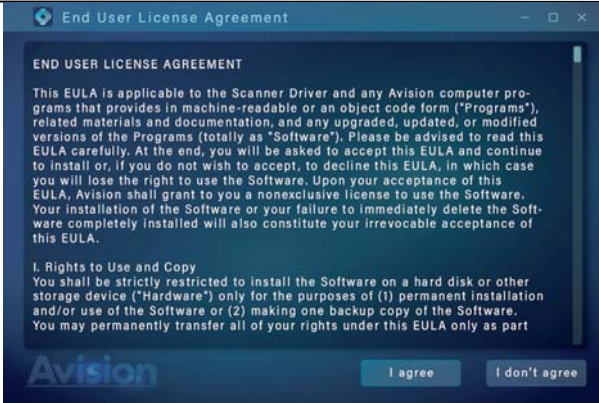 End User License Agreement
END USER LICENSE AGREEMENT
This EULA is applicable to the Scanner Driver and any Avision computer pro-
grams that provides in machine-readable or an object code form ("Programs"),
related materials and documentation, and any upgraded, updated, or modified
versions of the Programs (totally as "Software"). Please be advised to read this
EULA carefully. At the end, you will be asked to accept this EULA and continue
to install or, if you do not wish to accept, to decline this EULA, in which case
you will lose the right to use the Software. Upon your acceptance of this
EULA, Avision shall grant to you a nonexclusive license to use the Software.
Your installation of the Software or your failure to immediately delete the Soft-
ware completely installed will also constitute your irrevocable acceptance of
this EULA.
I. Rights to Use and Copy
You shall be strictly restricted to install the Software on a hard disk or other
storage device ("Hardware") only for the purposes of (1) permanent installation
and/or use of the Software or (2) making one backup copy of the Software.
You may permanently transfer all of your rights under this EULA only as part
Avision
I agree
I don't agree